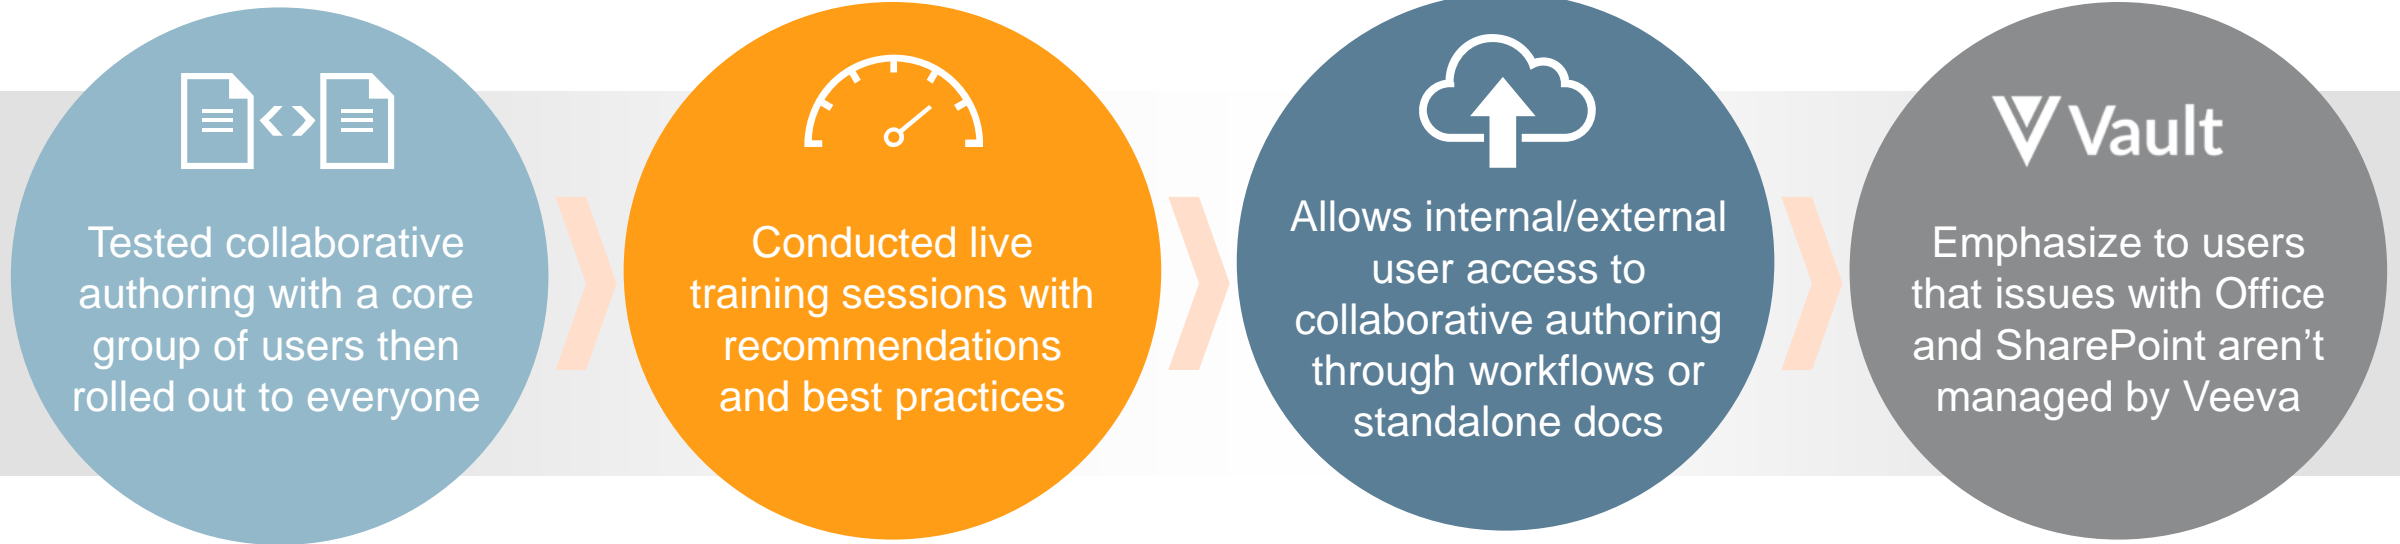 Tested collaborative
authoring with a core
group of users then
rolled out to everyone
Conducted live
training sessions with
recommendations
and best practices
Allows internal/external
user access to
collaborative authoring
through workflows or
standalone docs
Vault
Emphasize to users
that issues with Office
and SharePoint aren’t
managed by Veeva